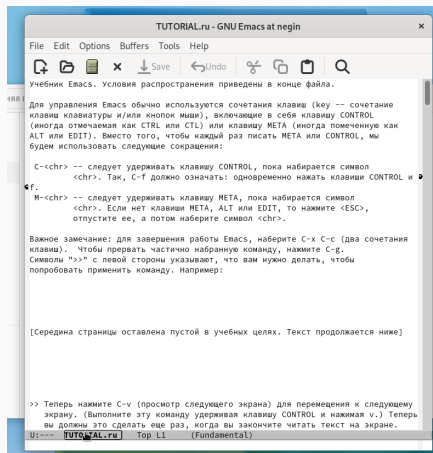 TUTORIAL.ru - GNU Emacs at negin
File Edit Options Buffers Tools Help
Save Undo
Учебник Emacs. Условия распространения приведены в конце файла.
Для управления Emacs обычно используются сочетания клавиш (key -- сочетание
клавиш клавиатуры и/или кнопок мыши), включающие в себя клавишу CONTROL
(иногда отмечаемая как CTRL или CTL) или клавишу META (иногда помеченную как
ALT или EDIT). Вместо того, чтобы каждый раз писать META или CONTROL, мы
будем использовать следующие сокращения:
C-<chr> -- следует удерживать клавишу CONTROL, пока набирается символ
<chr>. Так, C-f должно означать: одновременно нажать клавиши CONTROL и
f.
M-<chr> -- следует удерживать клавишу META, пока набирается символ
<chr>. Если нет клавиши META, ALT или EDIT, то нажмите <ESC>,
отпустите ее, а потом наберите символ <chr>.
Важное замечание: для завершения работы Emacs, наберите C-x C-c (два сочетания
клавиш). Чтобы прервать частично набранную команду, нажмите C-g.
Символы ">>" с левой стороны указывают, что вам нужно делать, чтобы
попробовать применить команду. Например:
[Середина страницы оставлена пустой в учебных целях. Текст продолжается ниже]
>> Теперь нажмите C-v (просмотр следующего экрана) для перемещения к следующему
экрану. (Выполните эту команду удерживая клавишу CONTROL и нажимая v.) Теперь
вы должны это сделать еще раз, когда вы закончите читать текст на экране.
U:--- TUTORIAL.ru Top L1 (Fundamental)